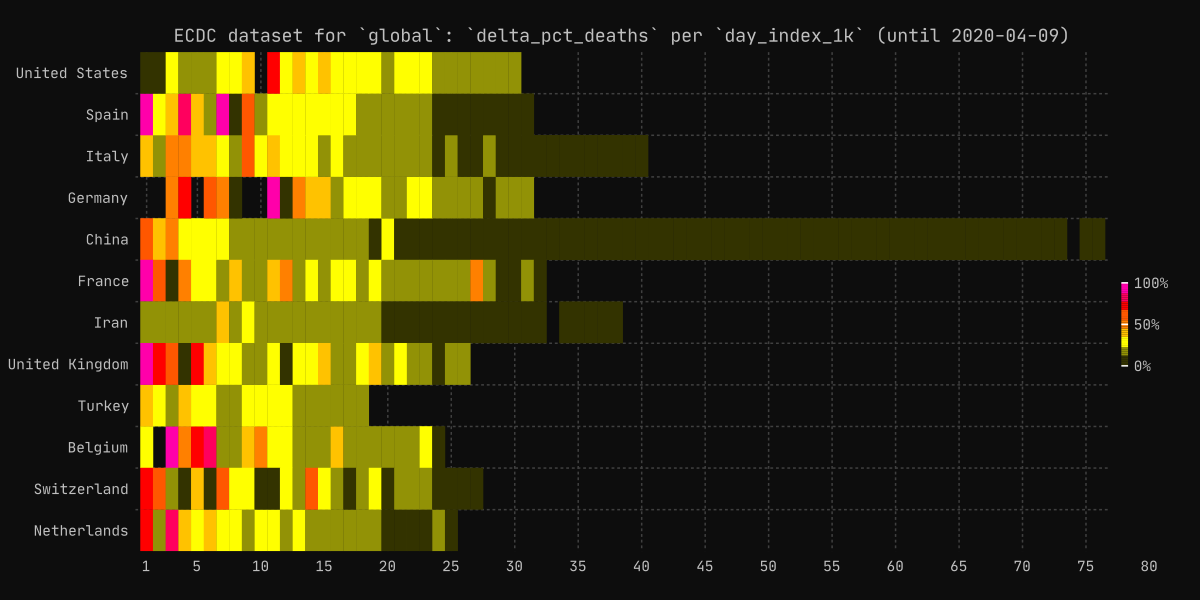 ECDC dataset for `global`: `delta_pct_deaths` per `day_index_1k` (until 2020-04-09)
United States
Spain
Italy
Germany
China
France
Iran
United Kingdom
Turkey
Belgium
Switzerland
Netherlands
1 5 10 15 20 25 30 35 40 45 50 55 60 65 70 75 80
100%
50%
0%